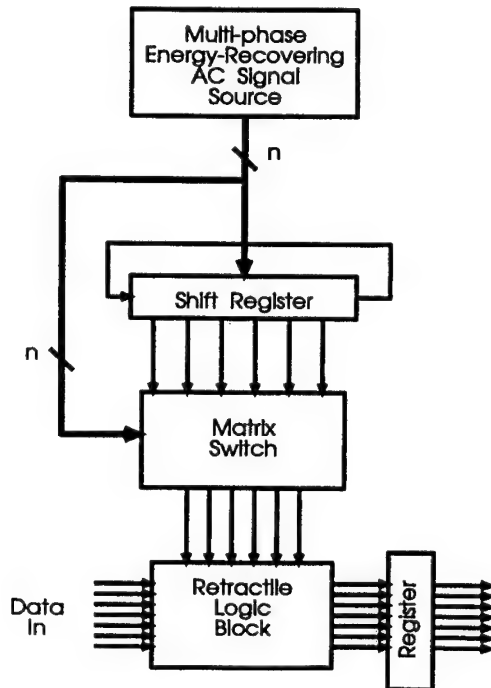 Multi-phase
Energy-Recovering
AC Signal
Source
n
Shift Register
n
Matrix
Switch
Data
In
Retractile
Logic
Block
Register